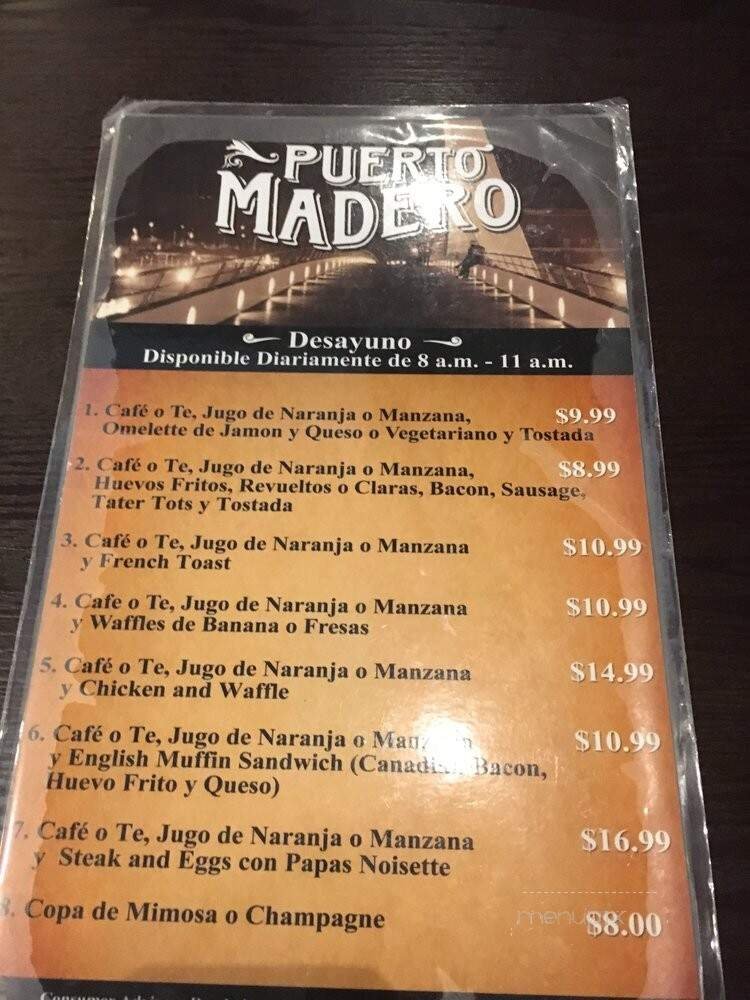 PUERTO
MADERO
Desayuno
Disponible Diariamente de 8 a.m. - 11 a.m.
1. Café o Te, Jugo de Naranja o Manzana, $9.99
Omelette de Jamon y Queso o Vegetariano y Tostada
2. Café o Te, Jugo de Naranja o Manzana, $8.99
Huevos Fritos, Revueltos o Claras, Bacon, Sausage,
Tater Tots y Tostada
3. Café o Te, Jugo de Naranja o Manzana $10.99
y French Toast
4. Cafe o Te, Jugo de Naranja o Manzana $10.99
y Waffles de Banana o Fresas
5. Café o Te, Jugo de Naranja o Manzana $14.99
y Chicken and Waffle
6. Café o Te, Jugo de Naranja o Manzana $10.99
y English Muffin Sandwich (Canadian Bacon,
Huevo Frito y Queso)
7. Café o Te, Jugo de Naranja o Manzana $16.99
y Steak and Eggs con Papas Noisette
8. Copa de Mimosa o Champagne $8.00
Consumer